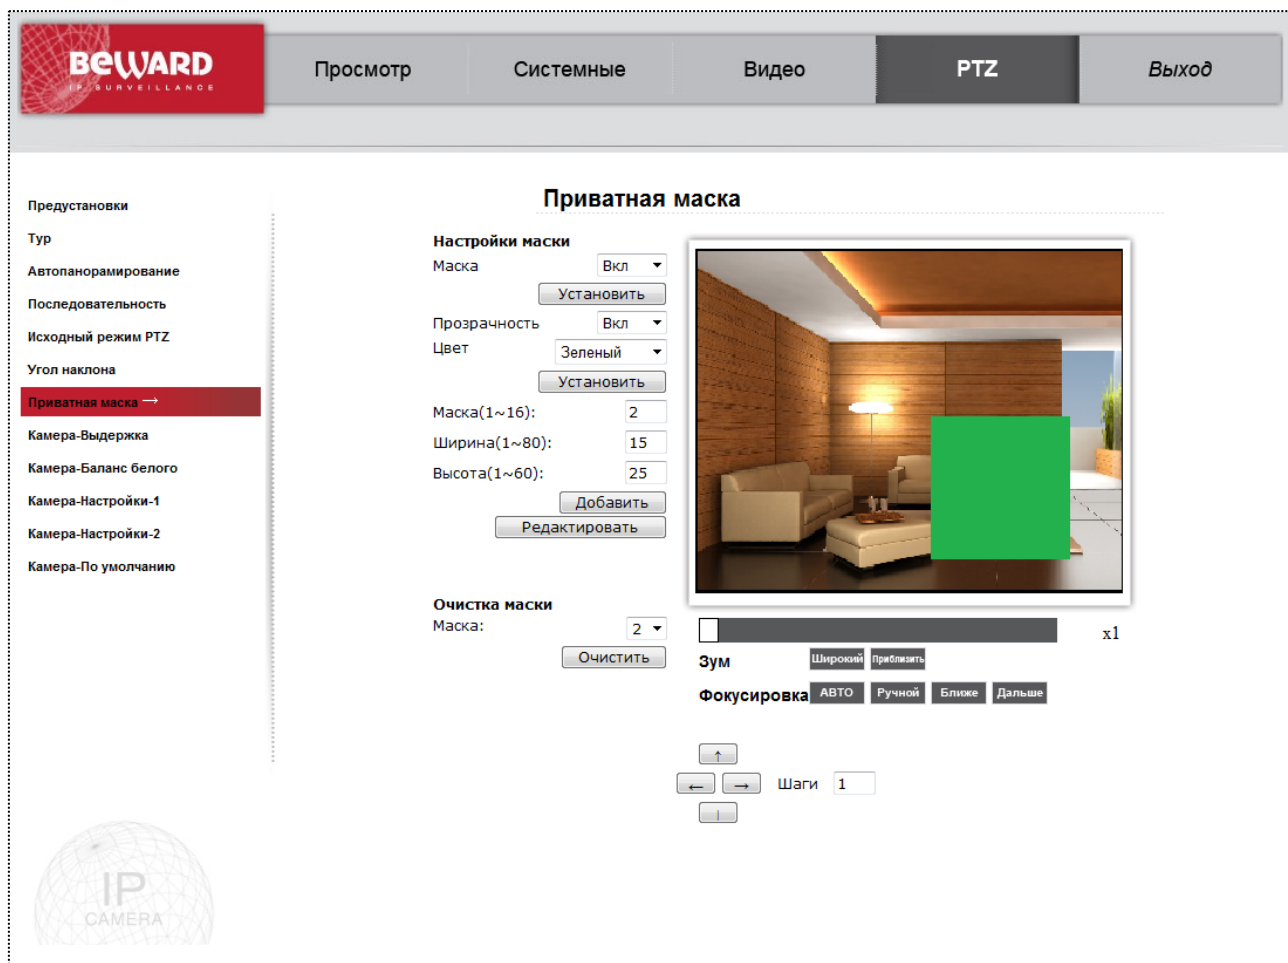 BEWARD
IP SURVEILLANCE
Просмотр
Системные
Видео
PTZ
Выход
Предустановки
Тур
Автопанорамирование
Последовательность
Исходный режим PTZ
Угол наклона
Приватная маска →
Камера-Выдержка
Камера-Баланс белого
Камера-Настройки-1
Камера-Настройки-2
Камера-По умолчанию
Приватная маска
Настройки маски
Маска Вкл
Установить
Прозрачность Вкл
Цвет Зеленый
Установить
Маска(1~16): 2
Ширина(1~80): 15
Высота(1~60): 25
Добавить
Редактировать
Очистка маски
Маска: 2
Очистить
x1
Зум Широкий Приблизить
Фокусировка АВТО Ручной Ближе Дальше
↑
← → Шаги 1
IP
CAMERA